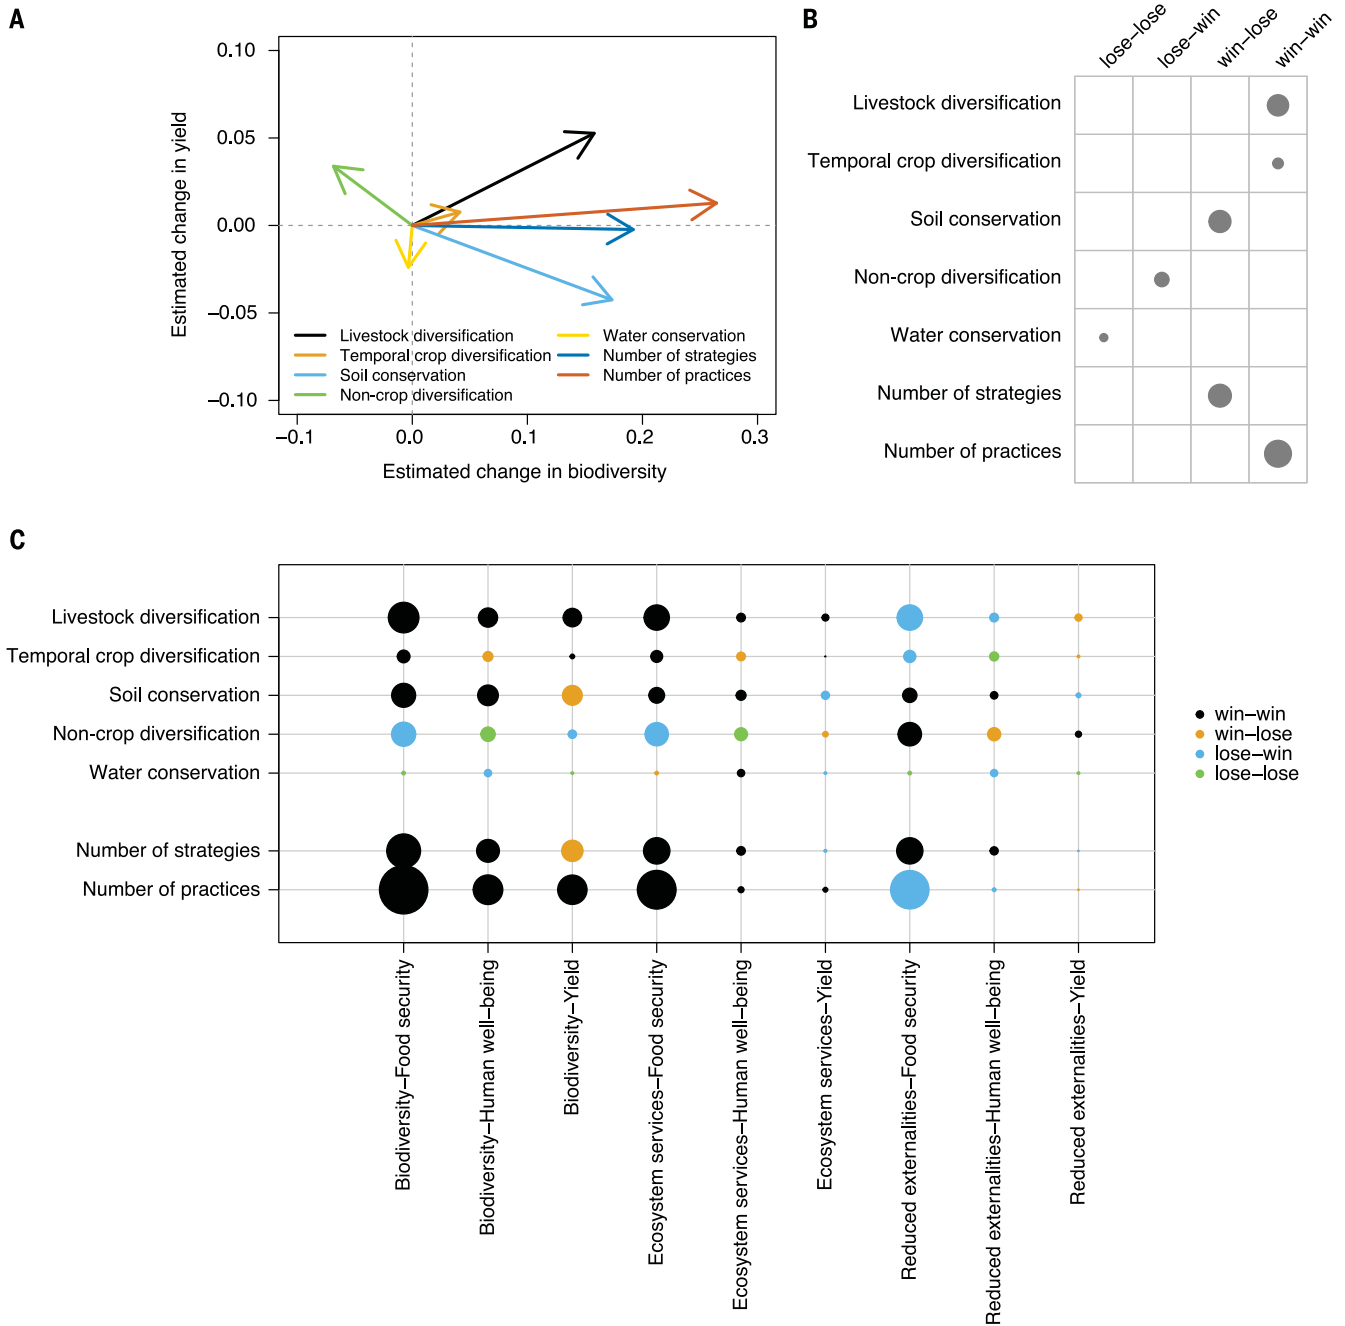 A
0.10
0.05
0.00
−0.05
−0.10
Estimated change in yield
Livestock diversification
Temporal crop diversification
Soil conservation
Non−crop diversification
Water conservation
Number of strategies
Number of practices
−0.1
0.0
0.1
0.2
0.3
Estimated change in biodiversity
B
lose−lose
lose−win
win−lose
win−win
Livestock diversification
Temporal crop diversification
Soil conservation
Non−crop diversification
Water conservation
Number of strategies
Number of practices
C
Livestock diversification
Temporal crop diversification
Soil conservation
Non−crop diversification
Water conservation
Number of strategies
Number of practices
win−win
win−lose
lose−win
lose−lose
Biodiversity−Food security
Biodiversity−Human well−being
Biodiversity−Yield
Ecosystem services−Food security
Ecosystem services−Human well−being
Ecosystem services−Yield
Reduced externalities−Food security
Reduced externalities−Human well−being
Reduced externalities−Yield